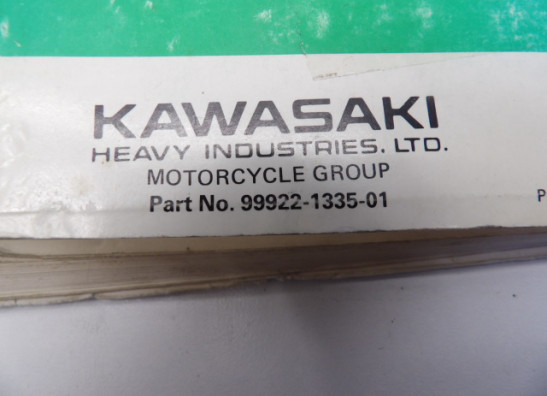 KAWASAKI
HEAVY INDUSTRIES, LTD.
MOTORCYCLE GROUP
Part No. 99922-1335-01
P